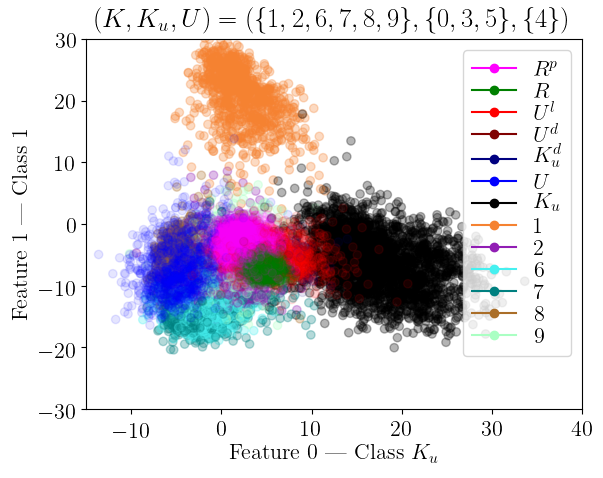 (K, K_u, U) = ({1, 2, 6, 7, 8, 9}, {0, 3, 5}, {4})
30
20
10
0
−10
−20
−30
Feature 1 — Class 1
R^p
R
U^l
U^d
K_u^d
U
K_u
1
2
6
7
8
9
−10
0
10
20
30
40
Feature 0 — Class K_u